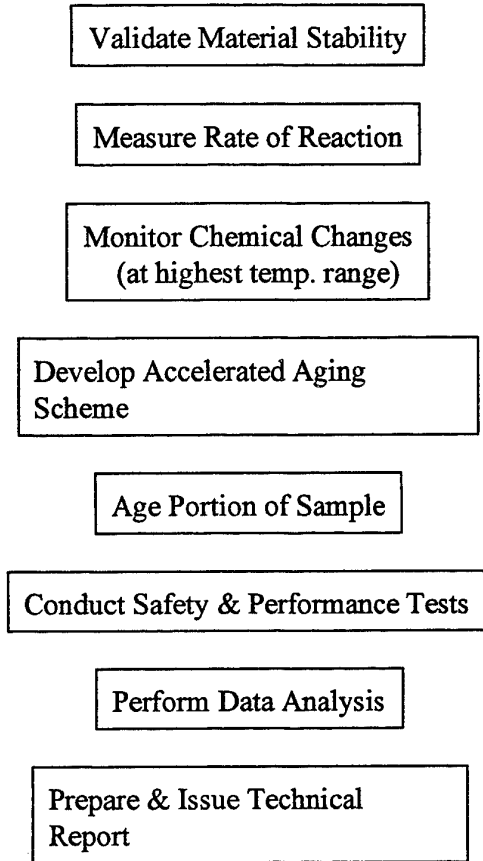 Validate Material Stability
Measure Rate of Reaction
Monitor Chemical Changes
(at highest temp. range)
Develop Accelerated Aging
Scheme
Age Portion of Sample
Conduct Safety & Performance Tests
Perform Data Analysis
Prepare & Issue Technical
Report